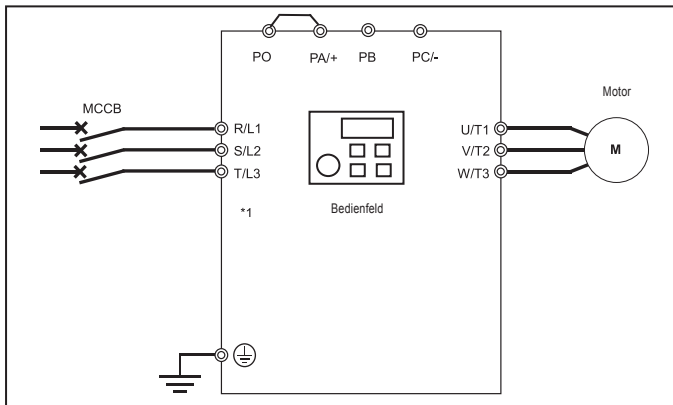 PO PA/+ PB PC/-
MCCB
Motor
R/L1
S/L2
T/L3
U/T1
V/T2
W/T3
M
*1
Bedienfeld